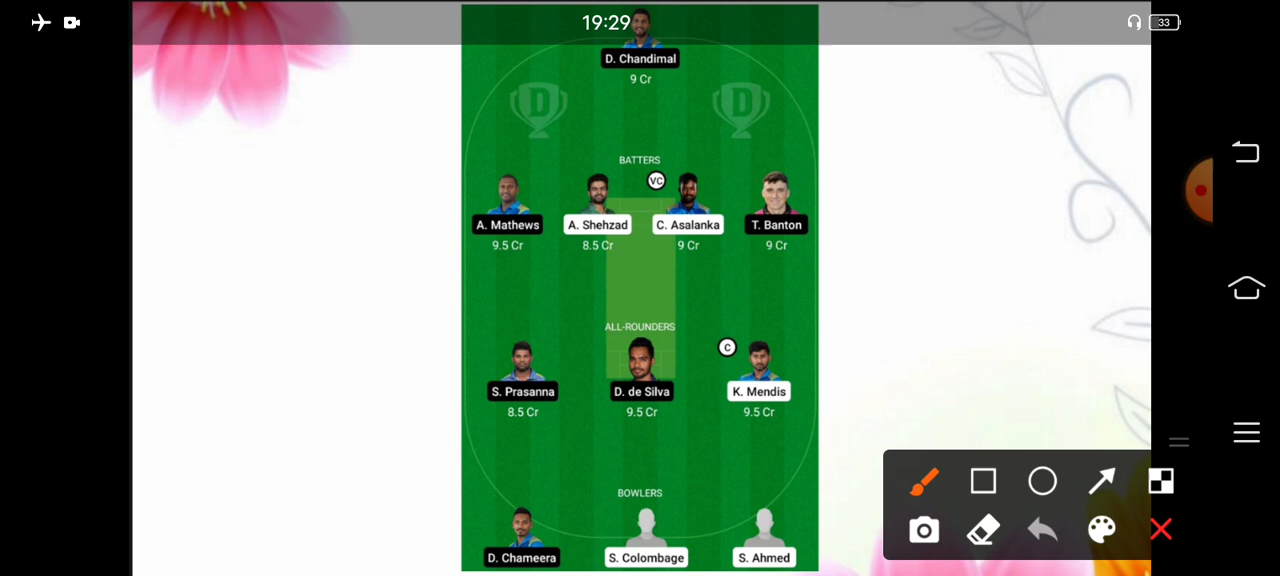 19:29
33
D. Chandimal
9 Cr
D
D
BATTERS
VC
A. Mathews
A. Shehzad
C. Asalanka
T. Banton
9.5 Cr
8.5 Cr
9 Cr
9 Cr
ALL-ROUNDERS
C
S. Prasanna
D. de Silva
K. Mendis
8.5 Cr
9.5 Cr
9.5 Cr
BOWLERS
D. Chameera
S. Colombage
S. Ahmed